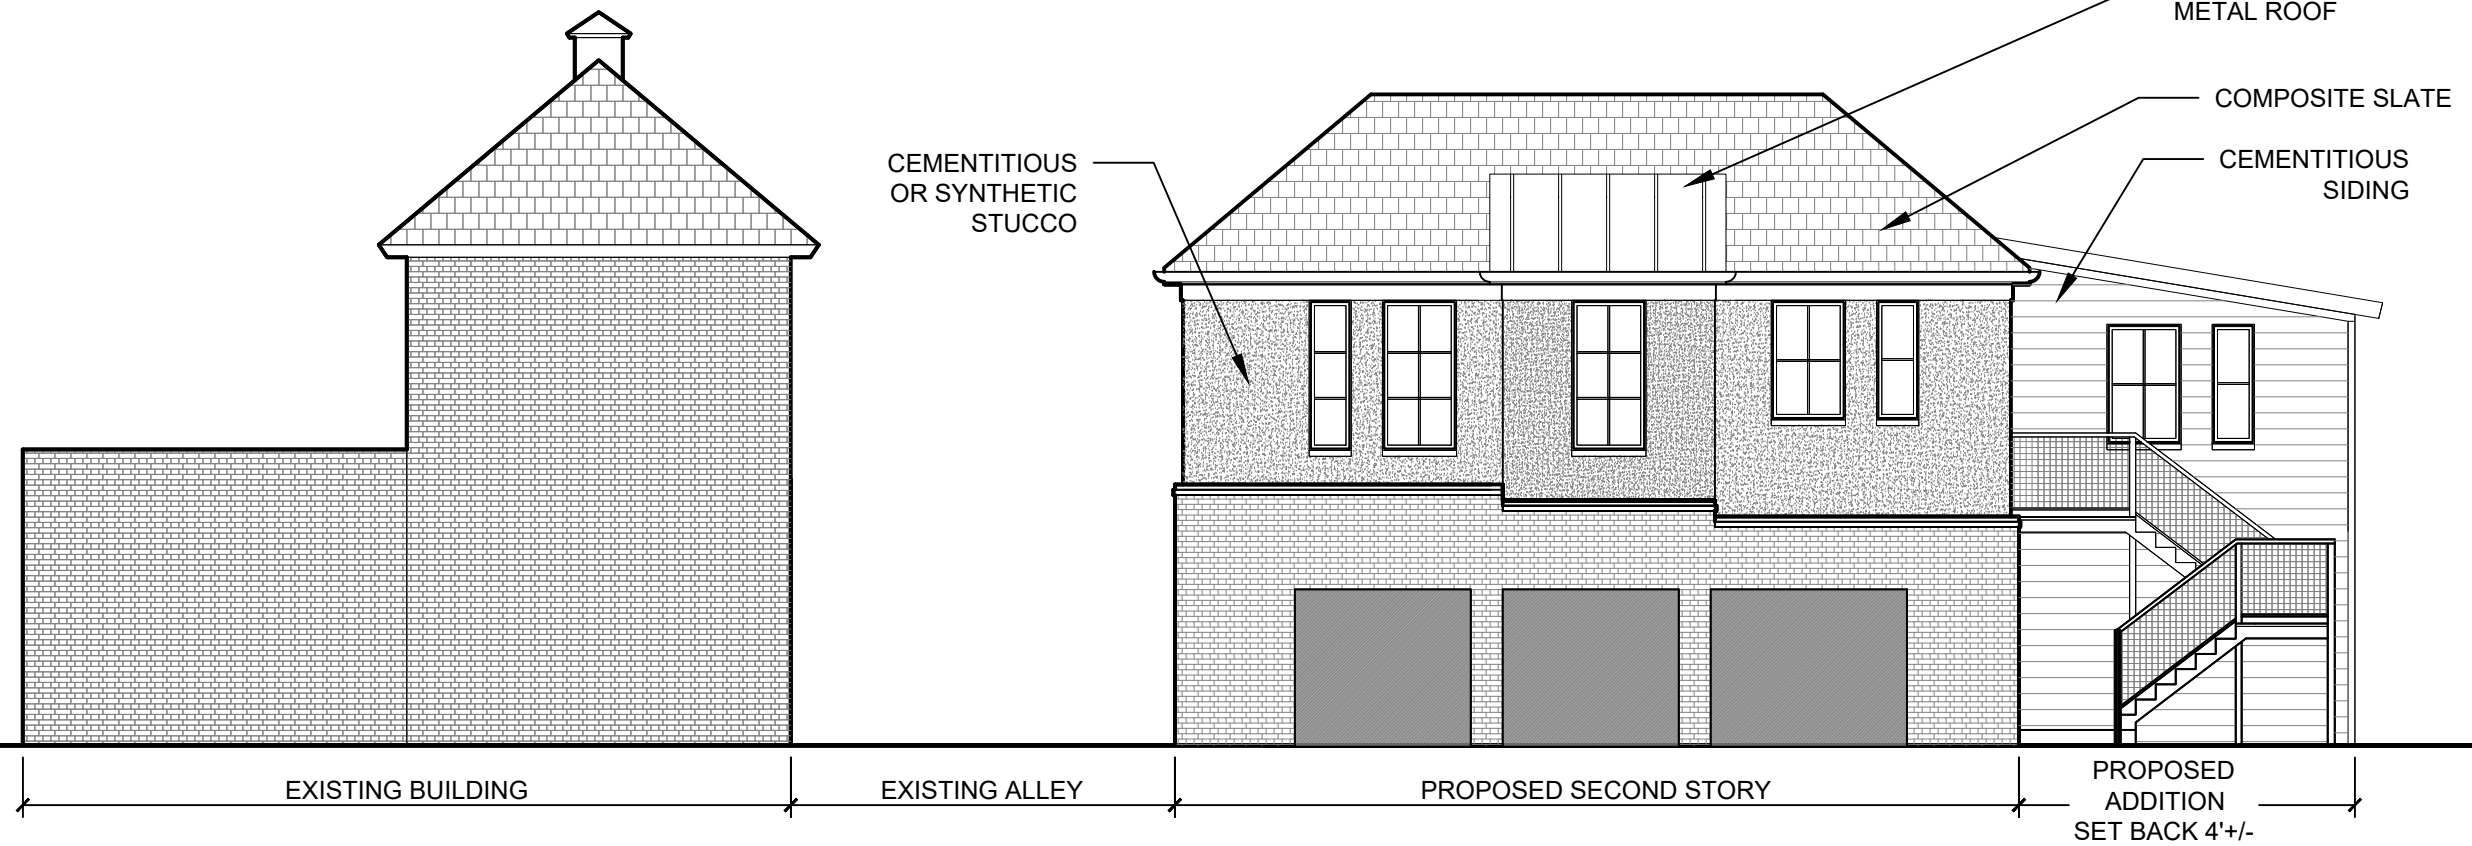 METAL ROOF
COMPOSITE SLATE
CEMENTITIOUS
SIDING
CEMENTITIOUS
OR SYNTHETIC
STUCCO
EXISTING BUILDING
EXISTING ALLEY
PROPOSED SECOND STORY
PROPOSED
ADDITION
SET BACK 4'+/-